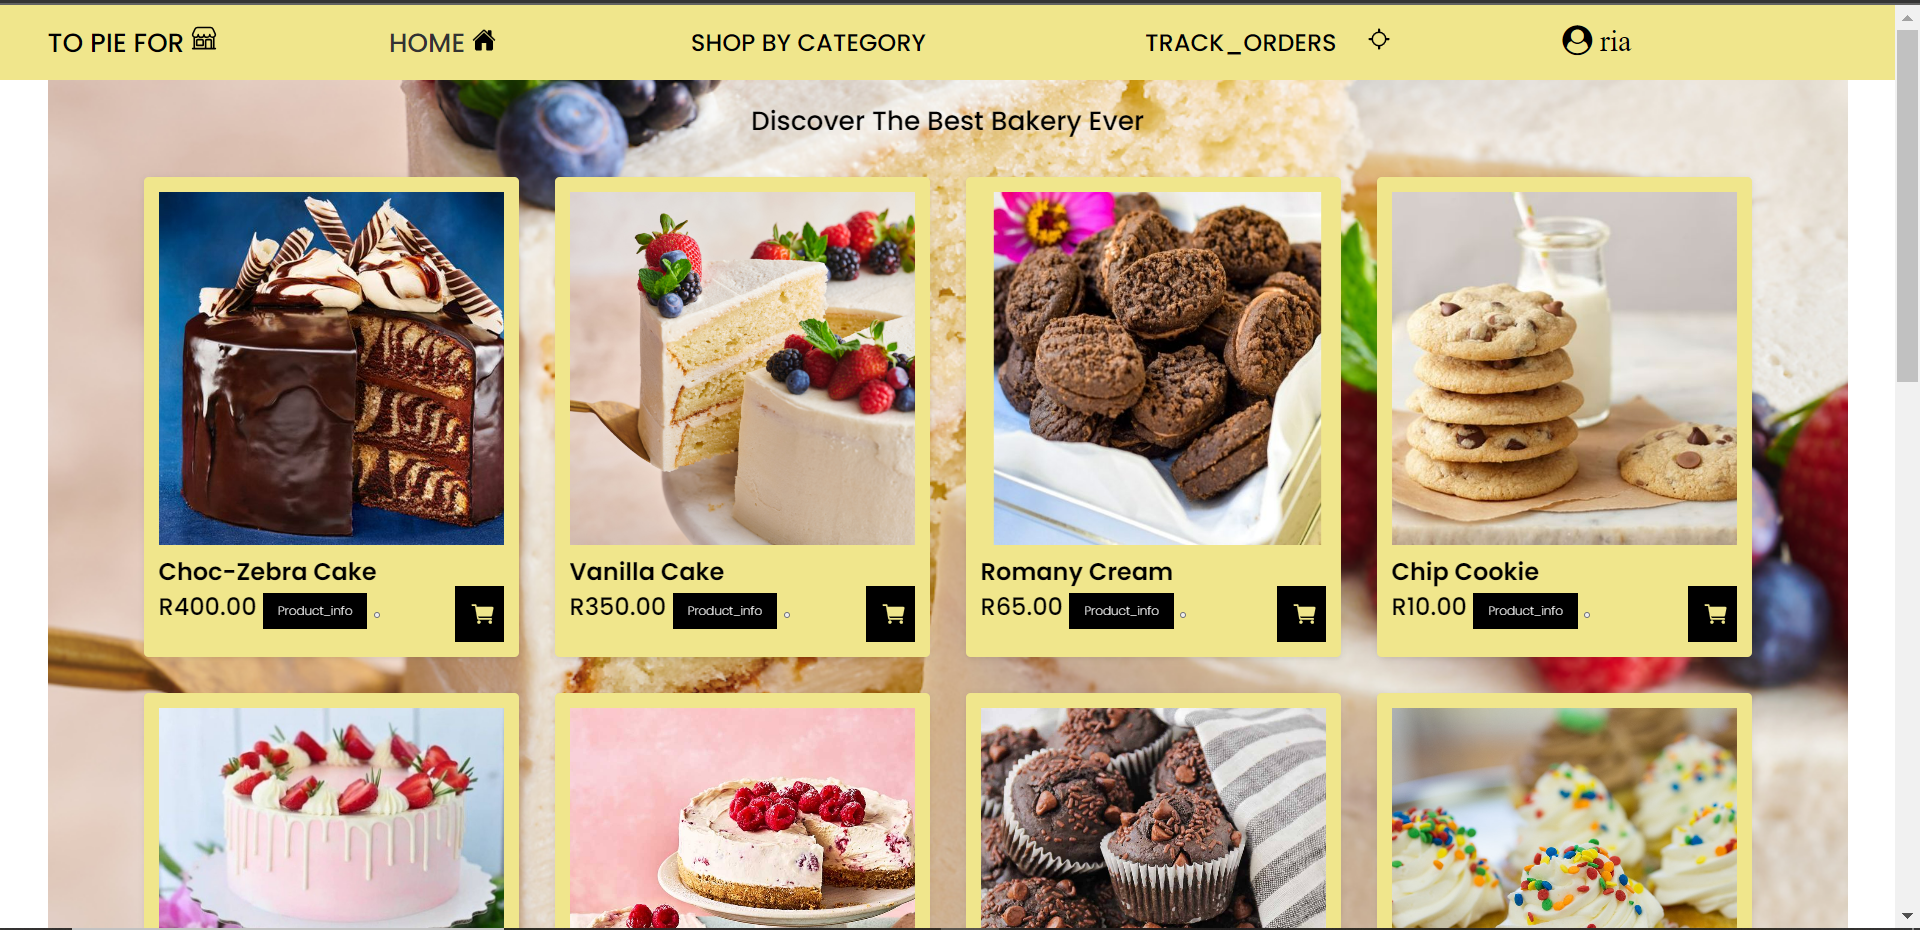 TO PIE FOR HOME SHOP BY CATEGORY TRACK_ORDERS ria
Discover The Best Bakery Ever
Choc-Zebra Cake
R400.00 Product_info
Vanilla Cake
R350.00 Product_info
Romany Cream
R65.00 Product_info
Chip Cookie
R10.00 Product_info